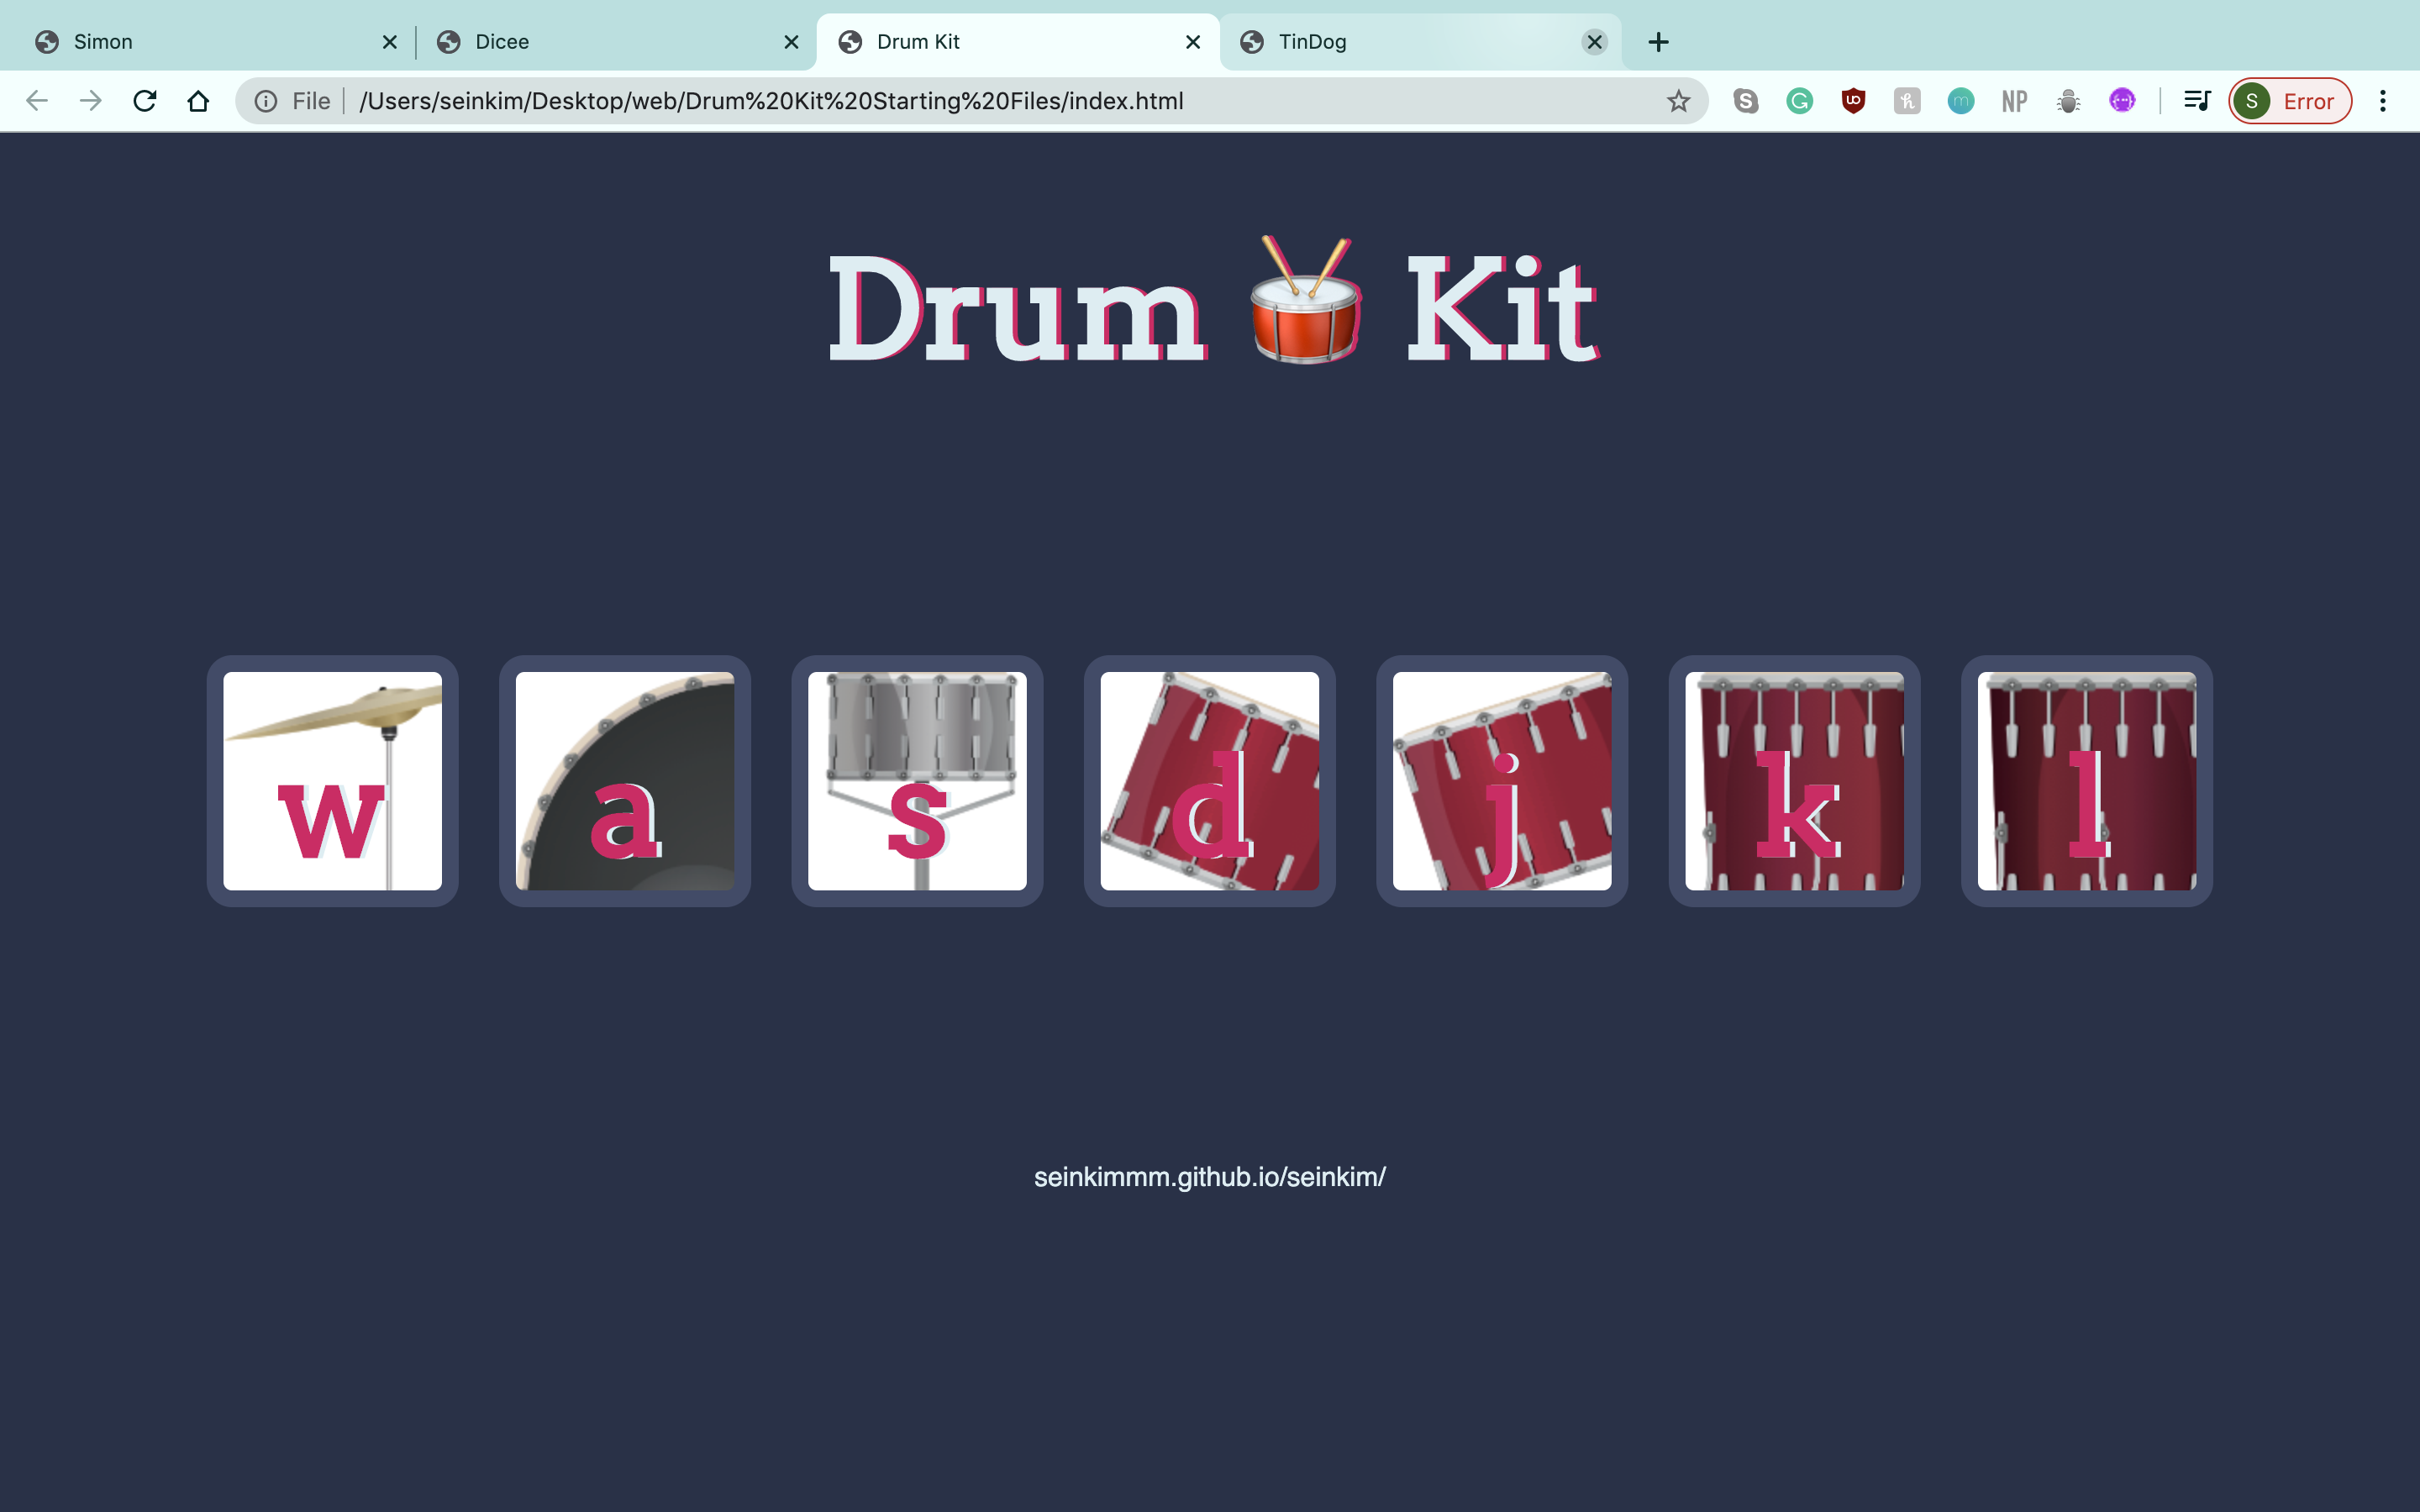 Simon
Dicee
Drum Kit
TinDog
File
/Users/seinkim/Desktop/web/Drum%20Kit%20Starting%20Files/index.html
S
G
uo
h
m
NP
S
Error
Drum 🥁 Kit
w
a
s
d
j
k
l
seinkimmm.github.io/seinkim/